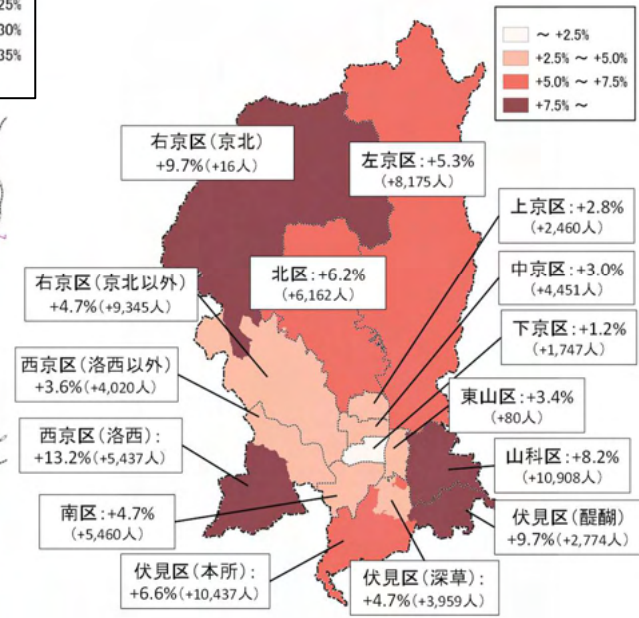 25%
30%
35%
～ +2.5%
+2.5% ～ +5.0%
+5.0% ～ +7.5%
+7.5% ～
右京区(京北)
+9.7%(+16人)
左京区:+5.3%
(+8,175人)
上京区:+2.8%
(+2,460人)
北区:+6.2%
(+6,162人)
中京区:+3.0%
(+4,451人)
右京区(京北以外)
+4.7%(+9,345人)
下京区:+1.2%
(+1,747人)
西京区(洛西以外)
+3.6%(+4,020人)
東山区:+3.4%
(+80人)
西京区(洛西):
+13.2%(+5,437人)
山科区:+8.2%
(+10,908人)
南区:+4.7%
(+5,460人)
伏見区(醍醐)
+9.7%(+2,774人)
伏見区(本所):
+6.6%(+10,437人)
伏見区(深草):
+4.7%(+3,959人)